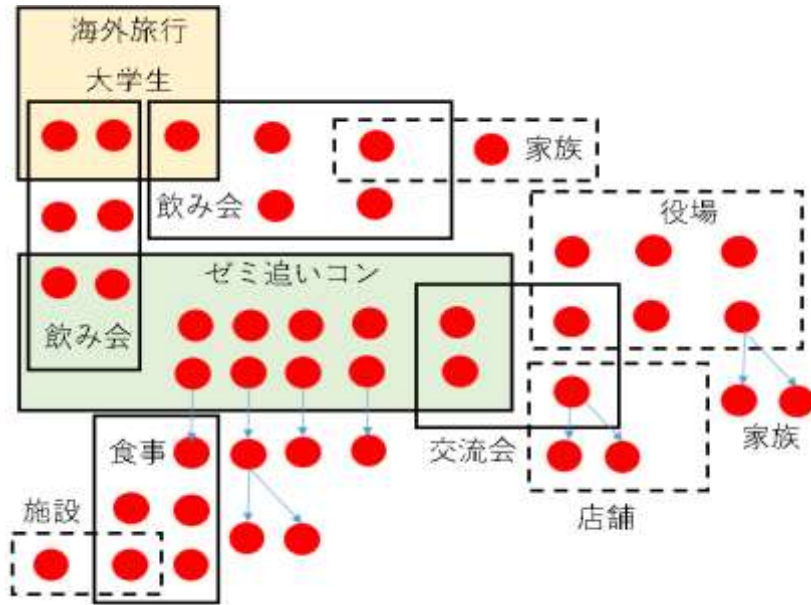 海外旅行
大学生
飲み会
家族
役場
ゼミ追いコン
飲み会
食事
交流会
家族
施設
店舗